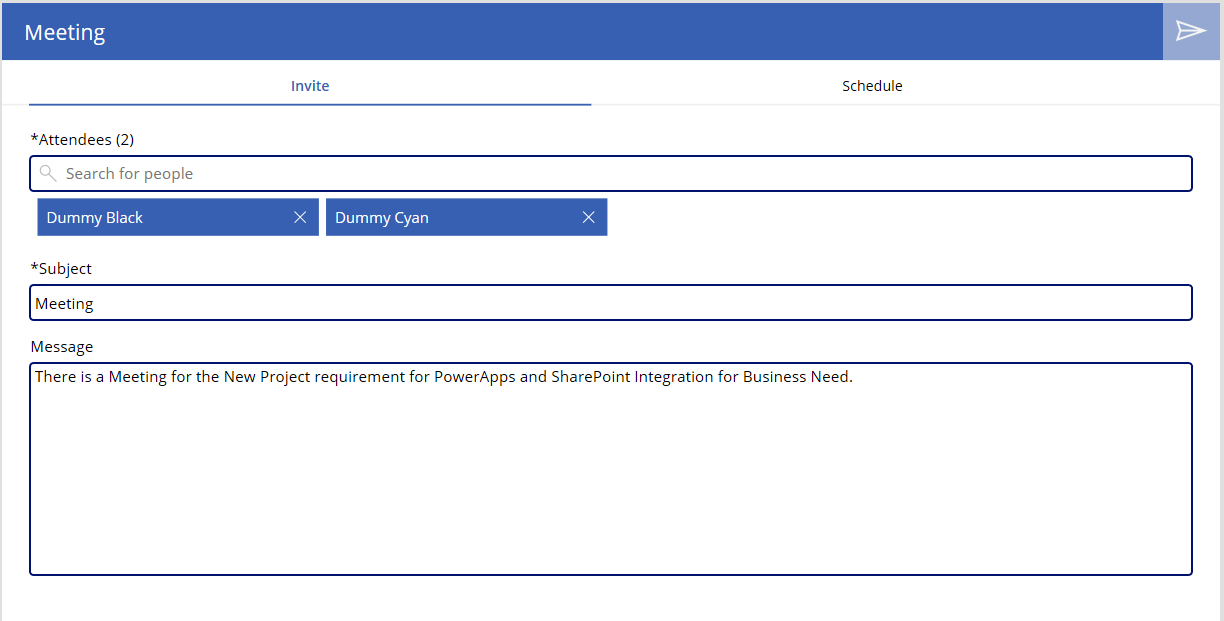 Meeting
Invite Schedule
*Attendees (2)
Search for people
Dummy Black Dummy Cyan
*Subject
Meeting
Message
There is a Meeting for the New Project requirement for PowerApps and SharePoint Integration for Business Need.